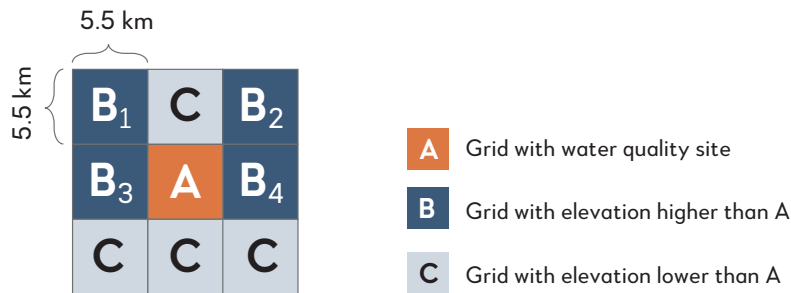 5.5 km
5.5 km
B₁ C B₂
B₃ A B₄
C C C
A Grid with water quality site
B Grid with elevation higher than A
C Grid with elevation lower than A